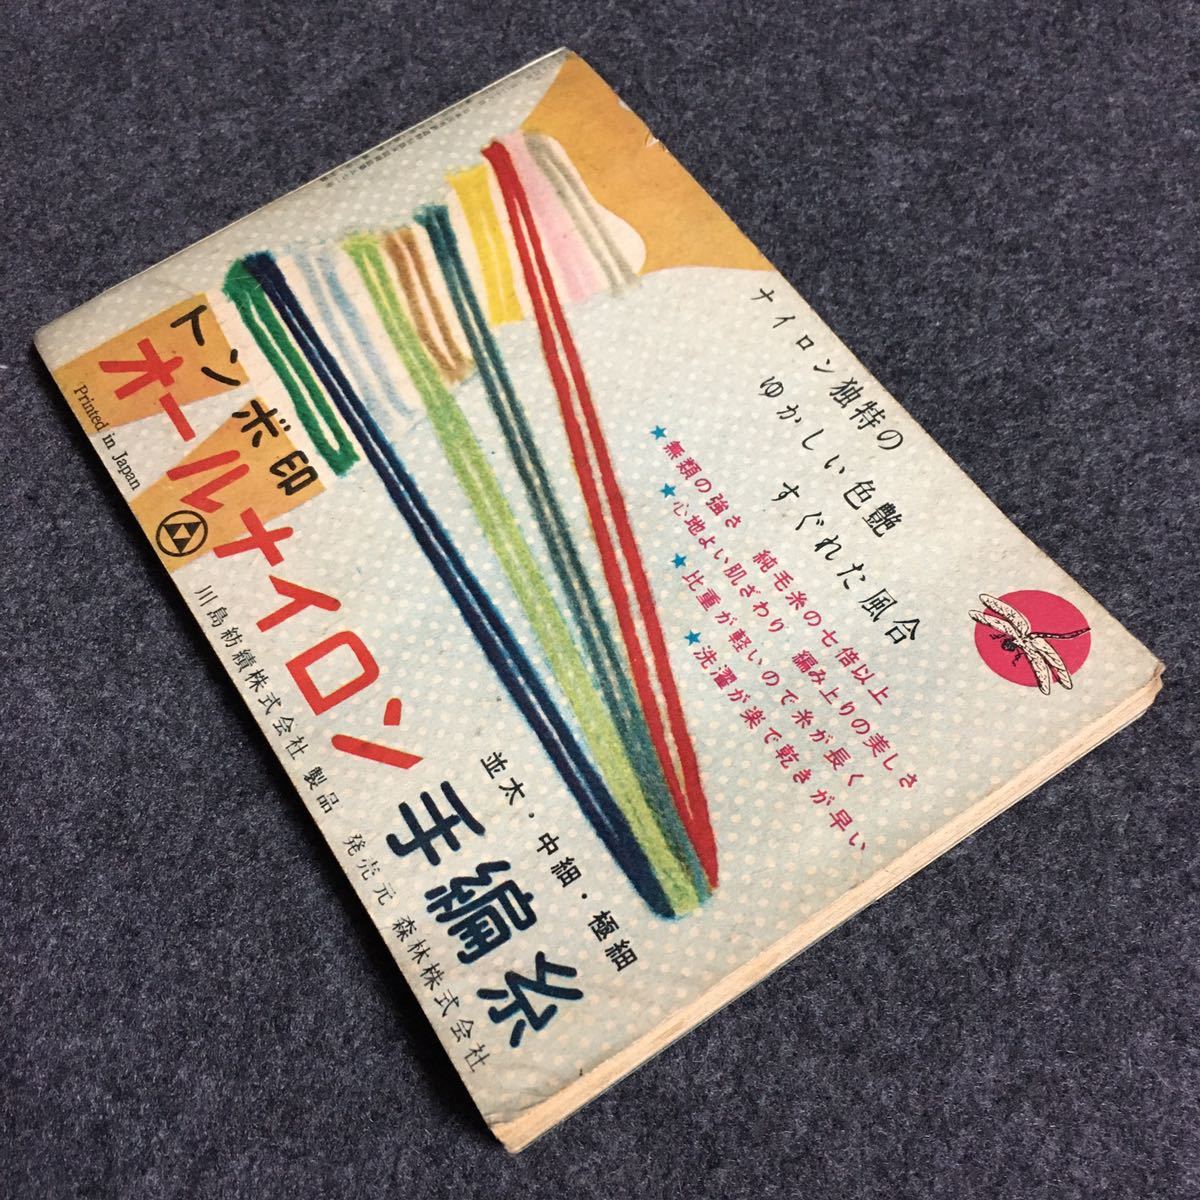 ナイロン独特の
ゆかしい色艶
すぐれた風合
★無類の強さ 純毛糸の七倍以上
★心地よい肌ざわり 編み上りの美しさ
★比重が軽いので糸が長く
★洗濯が楽で乾きが早い
並太・中細・極細
トンボ印
オールナイロン
手編糸
川島紡績株式会社 製品 発売元 森林株式会社
Printed in Japan